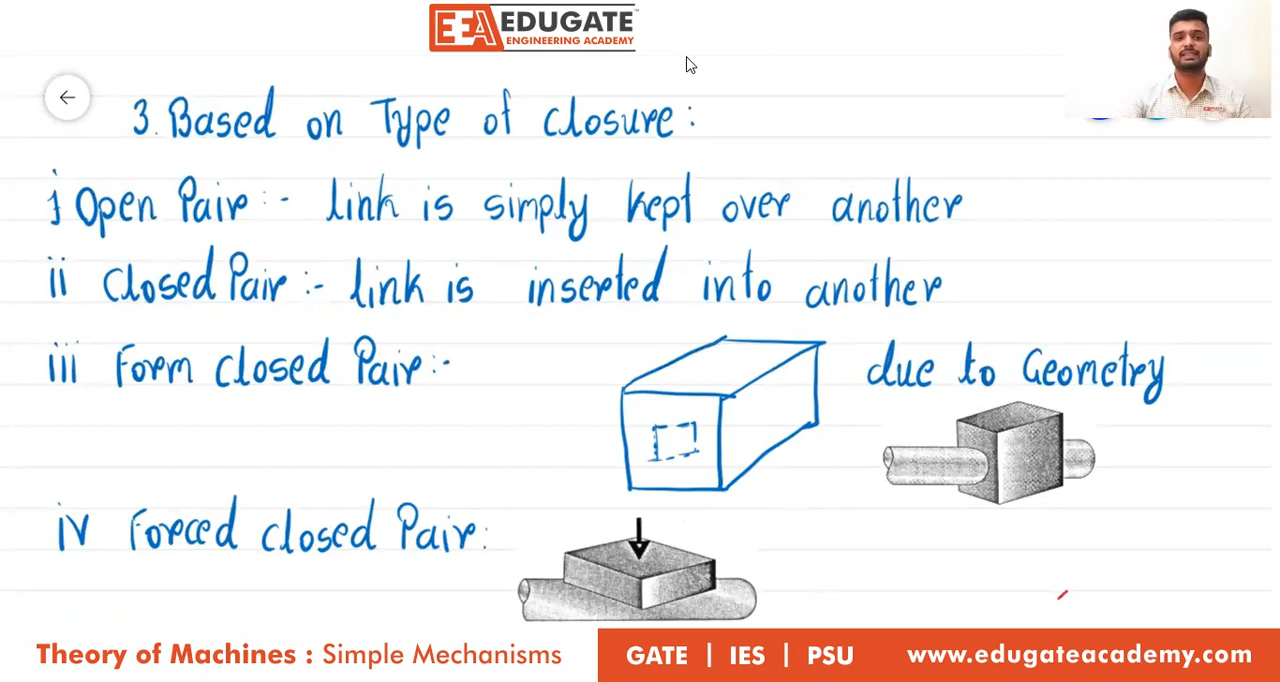 EEA EDUGATE™
ENGINEERING ACADEMY
3. Based on Type of closure:
i Open Pair :- link is simply kept over another
ii Closed Pair :- link is inserted into another
iii Form closed Pair :- due to Geometry
iv Forced closed Pair:
Theory of Machines : Simple Mechanisms GATE | IES | PSU www.edugateacademy.com